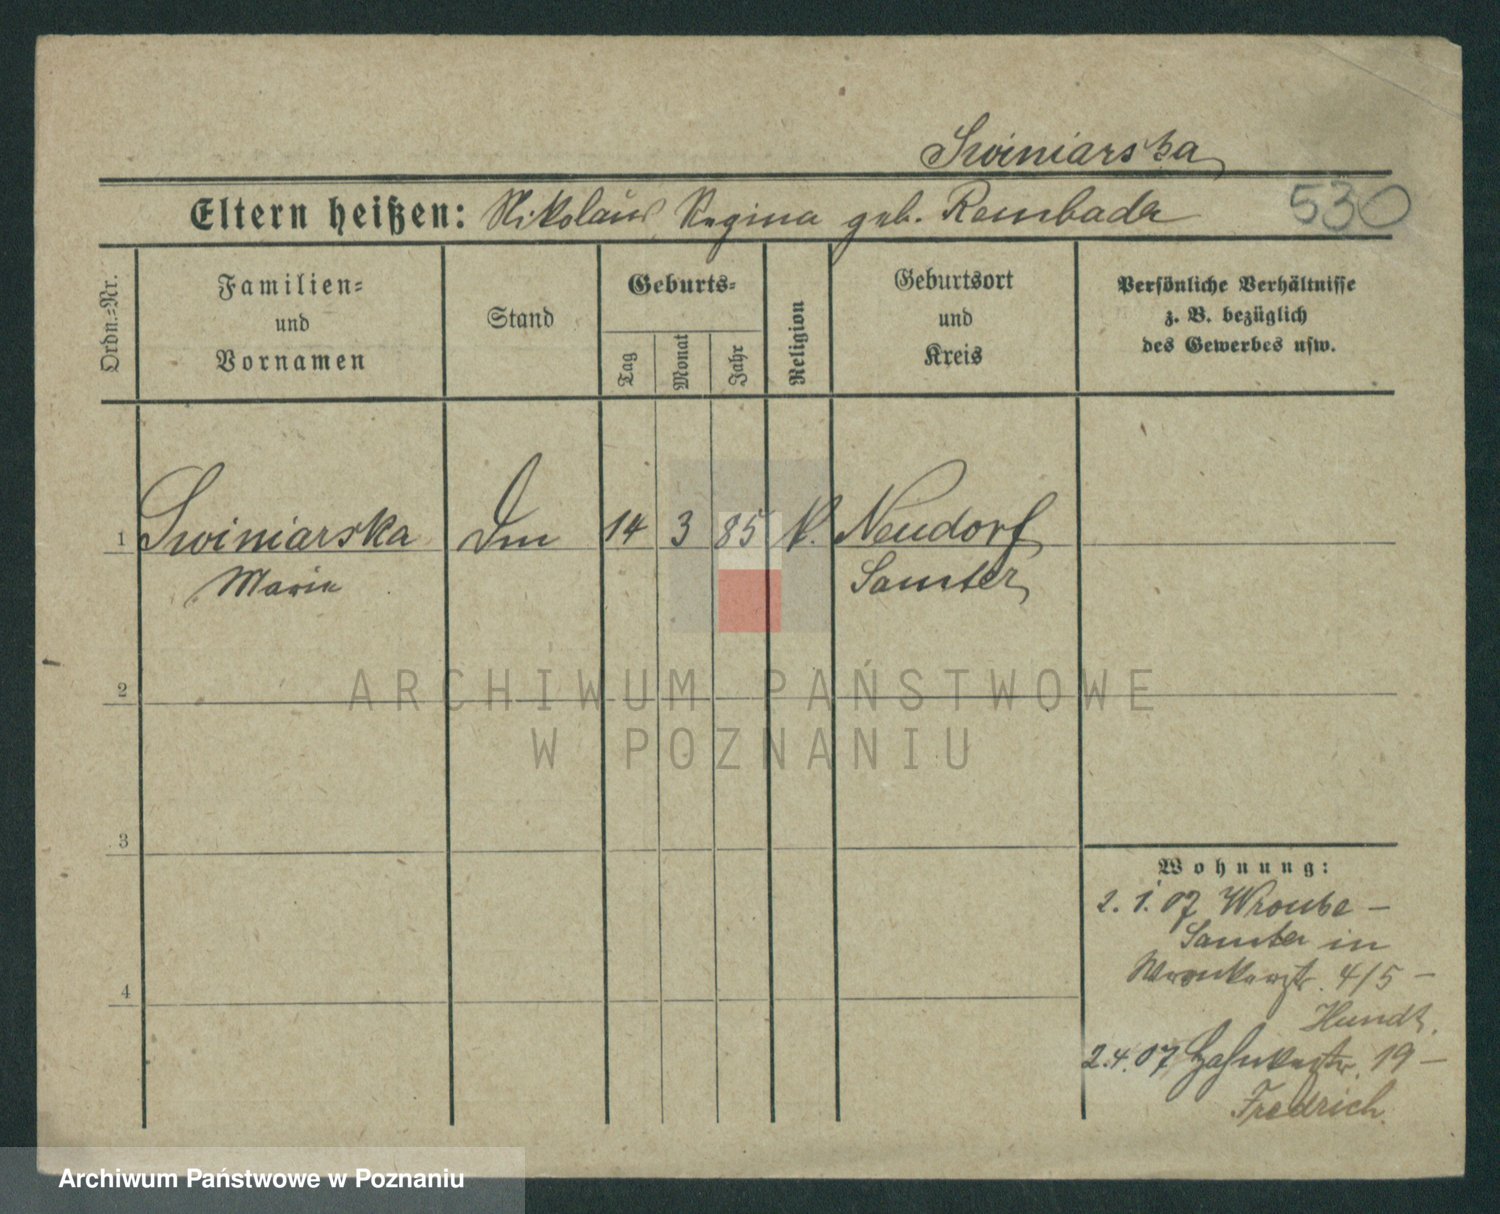 Swiniarska
530
Eltern heißen: Nikolaus Regina geb. Rembada
Ordn.=Nr.
Familien=
und
Vornamen
Stand
Geburts=
Tag
Monat
Jahr
Religion
Geburtsort
und
Kreis
Persönliche Verhältnisse
z. B. bezüglich
des Gewerbes usw.
1 Swiniarska 14 3 85 k. Neudorf
Marie Samter
2
ARCHIWUM PAŃSTWOWE
W POZNANIU
3
Wohnung:
2. 1. 07
Samter in
Wronkerstr. 4/5 –
Hundt.
4
2.4.07 19 –
Fredrich
Archiwum Państwowe w Poznaniu